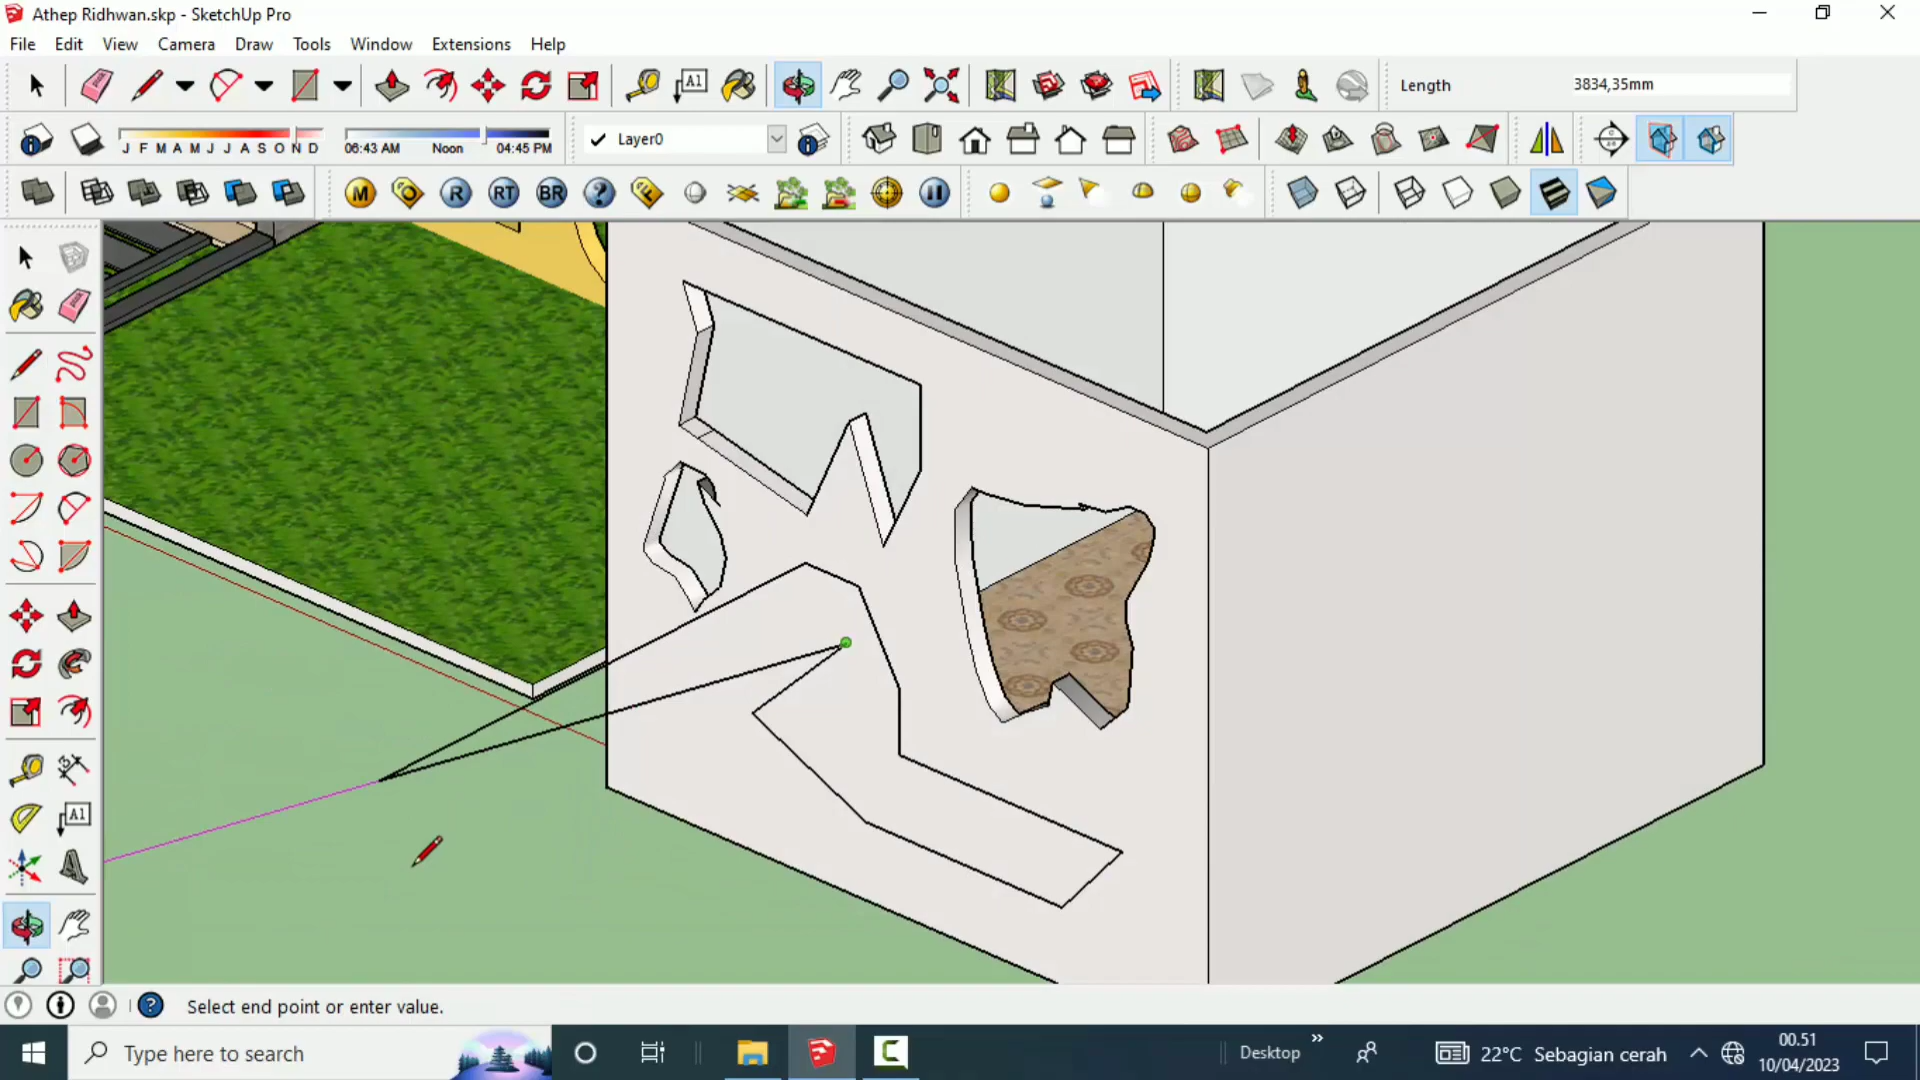 Athep Ridhwan.skp - SketchUp Pro
File Edit View Camera Draw Tools Window Extensions Help
A1
Length 3834,35mm
J F M A M J J A S O N D
06:43 AM Noon 04:45 PM
Layer0
M O R RT BR ? F
A1
Select end point or enter value.
Type here to search
Desktop
22°C Sebagian cerah
00.51
10/04/2023